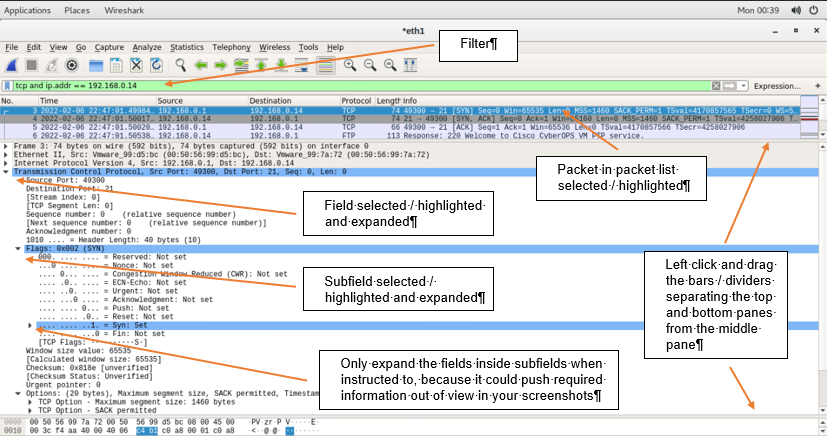 Applications Places Wireshark Mon 00:39
*eth1
File Edit View Go Capture Analyze Statistics Telephony Wireless Tools Help
Filter¶
tcp and ip.addr == 192.168.0.14 Expression... +
No. Time Source Destination Protocol Length Info
3 2022-02-06 22:47:01.49984… 192.168.0.1 192.168.0.14 TCP 74 49300 → 21 [SYN] Seq=0 Win=65535 Len=0 MSS=1460 SACK_PERM=1 TSval=4170857565 TSecr=0 WS=5…
4 2022-02-06 22:47:01.50017… 192.168.0.14 192.168.0.1 TCP 74 21 → 49300 [SYN, ACK] Seq=0 Ack=1 Win=65160 Len=0 MSS=1460 SACK_PERM=1 TSval=4258027906 T…
5 2022-02-06 22:47:01.50020… 192.168.0.1 192.168.0.14 TCP 66 49300 → 21 [ACK] Seq=1 Ack=1 Win=65536 Len=0 TSval=4170857566 TSecr=4258027906
6 2022-02-06 22:47:01.50538… 192.168.0.14 192.168.0.1 FTP 113 Response: 220 Welcome to Cisco CyberOPS VM FTP service.
Frame 3: 74 bytes on wire (592 bits), 74 bytes captured (592 bits) on interface 0
Ethernet II, Src: Vmware_99:d5:bc (00:50:56:99:d5:bc), Dst: Vmware_99:7a:72 (00:50:56:99:7a:72)
Internet Protocol Version 4, Src: 192.168.0.1, Dst: 192.168.0.14
Transmission Control Protocol, Src Port: 49300, Dst Port: 21, Seq: 0, Len: 0
Source Port: 49300
Destination Port: 21
[Stream index: 0]
[TCP Segment Len: 0]
Sequence number: 0 (relative sequence number)
[Next sequence number: 0 (relative sequence number)]
Acknowledgment number: 0
1010 .... = Header Length: 40 bytes (10)
Flags: 0x002 (SYN)
000. .... .... = Reserved: Not set
...0 .... .... = Nonce: Not set
.... 0... .... = Congestion Window Reduced (CWR): Not set
.... .0.. .... = ECN-Echo: Not set
.... ..0. .... = Urgent: Not set
.... ...0 .... = Acknowledgment: Not set
.... .... 0... = Push: Not set
.... .... .0.. = Reset: Not set
.... .... ..1. = Syn: Set
.... .... ...0 = Fin: Not set
[TCP Flags: ··········S·]
Window size value: 65535
[Calculated window size: 65535]
Checksum: 0x818e [unverified]
[Checksum Status: Unverified]
Urgent pointer: 0
Options: (20 bytes), Maximum segment size, SACK permitted, Timestam
TCP Option - Maximum segment size: 1460 bytes
TCP Option - SACK permitted
Packet in packet list
selected / highlighted¶
Field selected / highlighted
and expanded¶
Subfield selected /
highlighted and expanded¶
Left click and drag
the bars / dividers
separating the top
and bottom panes
from the middle
pane¶
Only expand the fields inside subfields when
instructed to, because it could push required
information out of view in your screenshots¶
0000 00 50 56 99 7a 72 00 50 56 99 d5 bc 08 00 45 00 ·PV·zr·P V·····E·
0010 00 3c f4 aa 40 00 40 06 c4 b1 c0 a8 00 01 c0 a8 ·<··@·@· ········